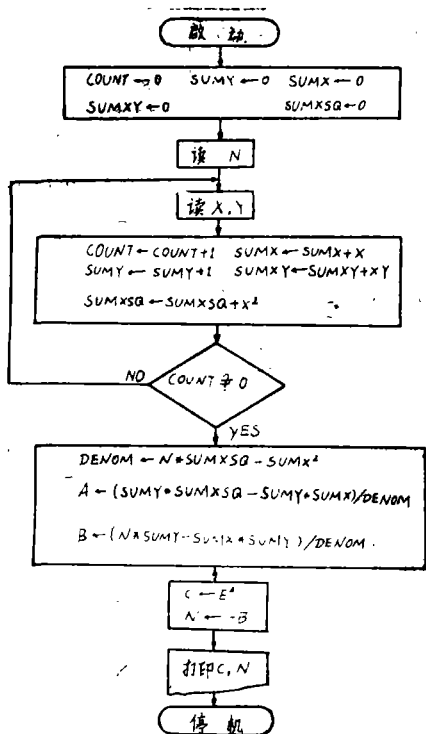 啟 动
COUNT → 0 SUMY ← 0 SUMX ← 0
SUMXY ← 0 SUMXSQ ← 0
读 N
读 X,Y
COUNT ← COUNT+1 SUMX ← SUMX+X
SUMY ← SUMY+1 SUMXY ← SUMXY+XY
SUMXSQ ← SUMXSQ+X²
NO
COUNT ≥ 0
YES
DENOM ← N*SUMXSQ-SUMX²
A ← (SUMY*SUMXSQ-SUMY*SUMX)/DENOM
B ← (N*SUMY-SUMX*SUMY)/DENOM
C ← Eᴬ
N ← -B
打印 C, N
停 机